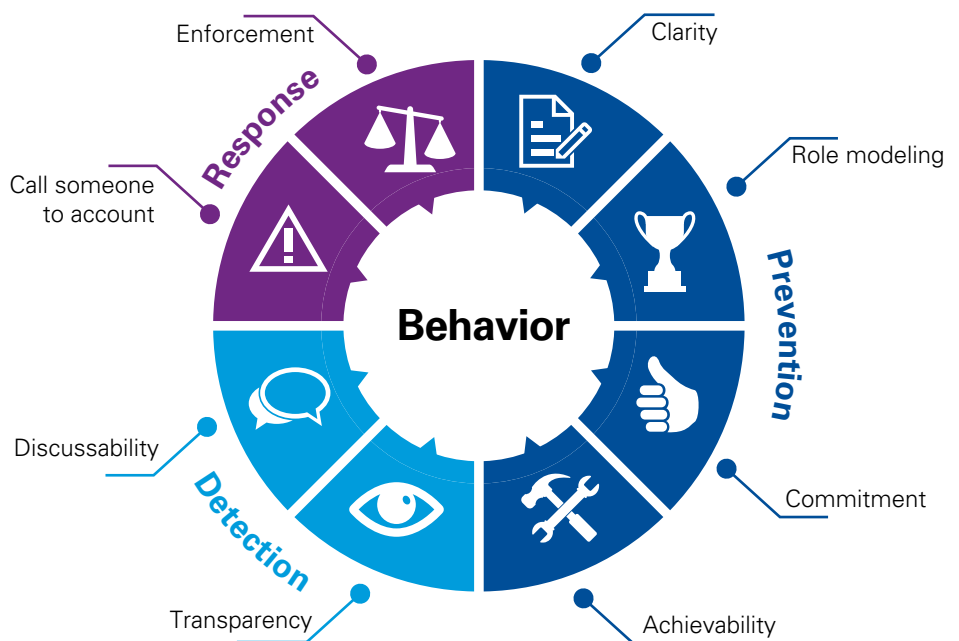 Enforcement
Clarity
Response
Role modeling
Call someone
to account
Behavior
Prevention
Discussability
Detection
Commitment
Transparency
Achievability